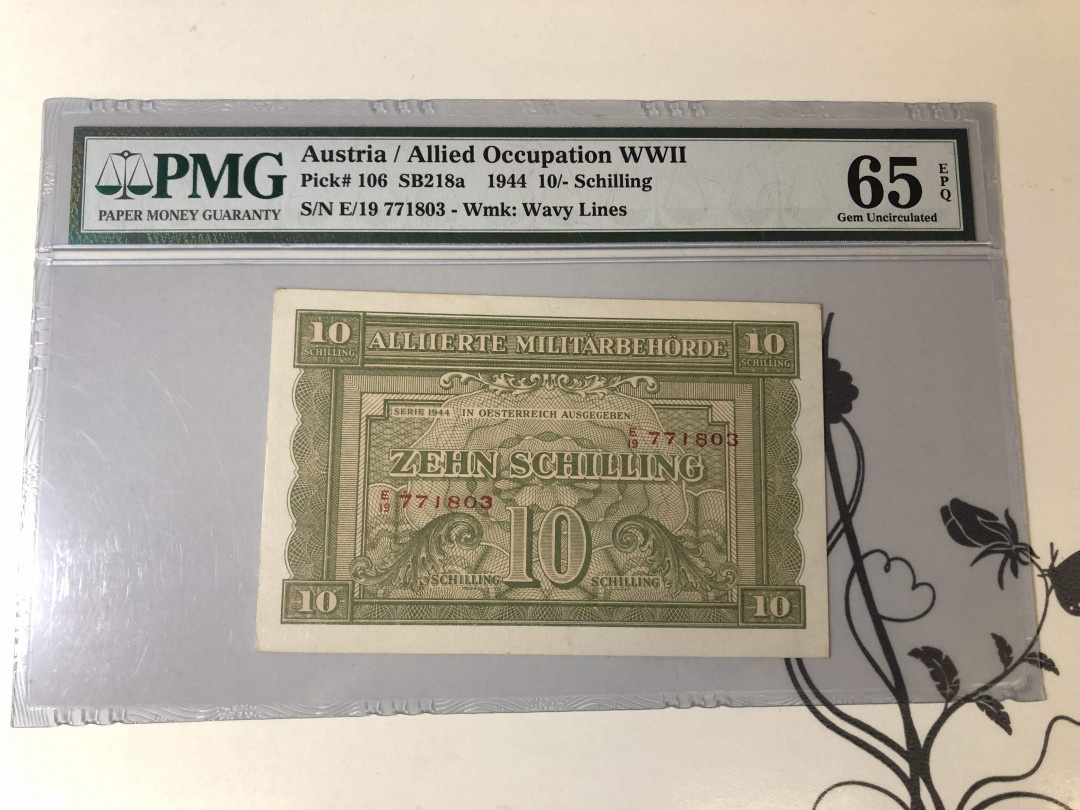 PMG
PAPER MONEY GUARANTY
Austria / Allied Occupation WWII
Pick# 106 SB218a 1944 10/- Schilling
S/N E/19 771803 - Wmk: Wavy Lines
65
EPQ
Gem Uncirculated
10
SCHILLING
ALLIIERTE MILITÄRBEHÖRDE
10
SCHILLING
SERIE 1944 IN OESTERREICH AUSGEGEBEN
E/19 771803
ZEHN SCHILLING
E/19 771803
SCHILLING 10 SCHILLING
10
10